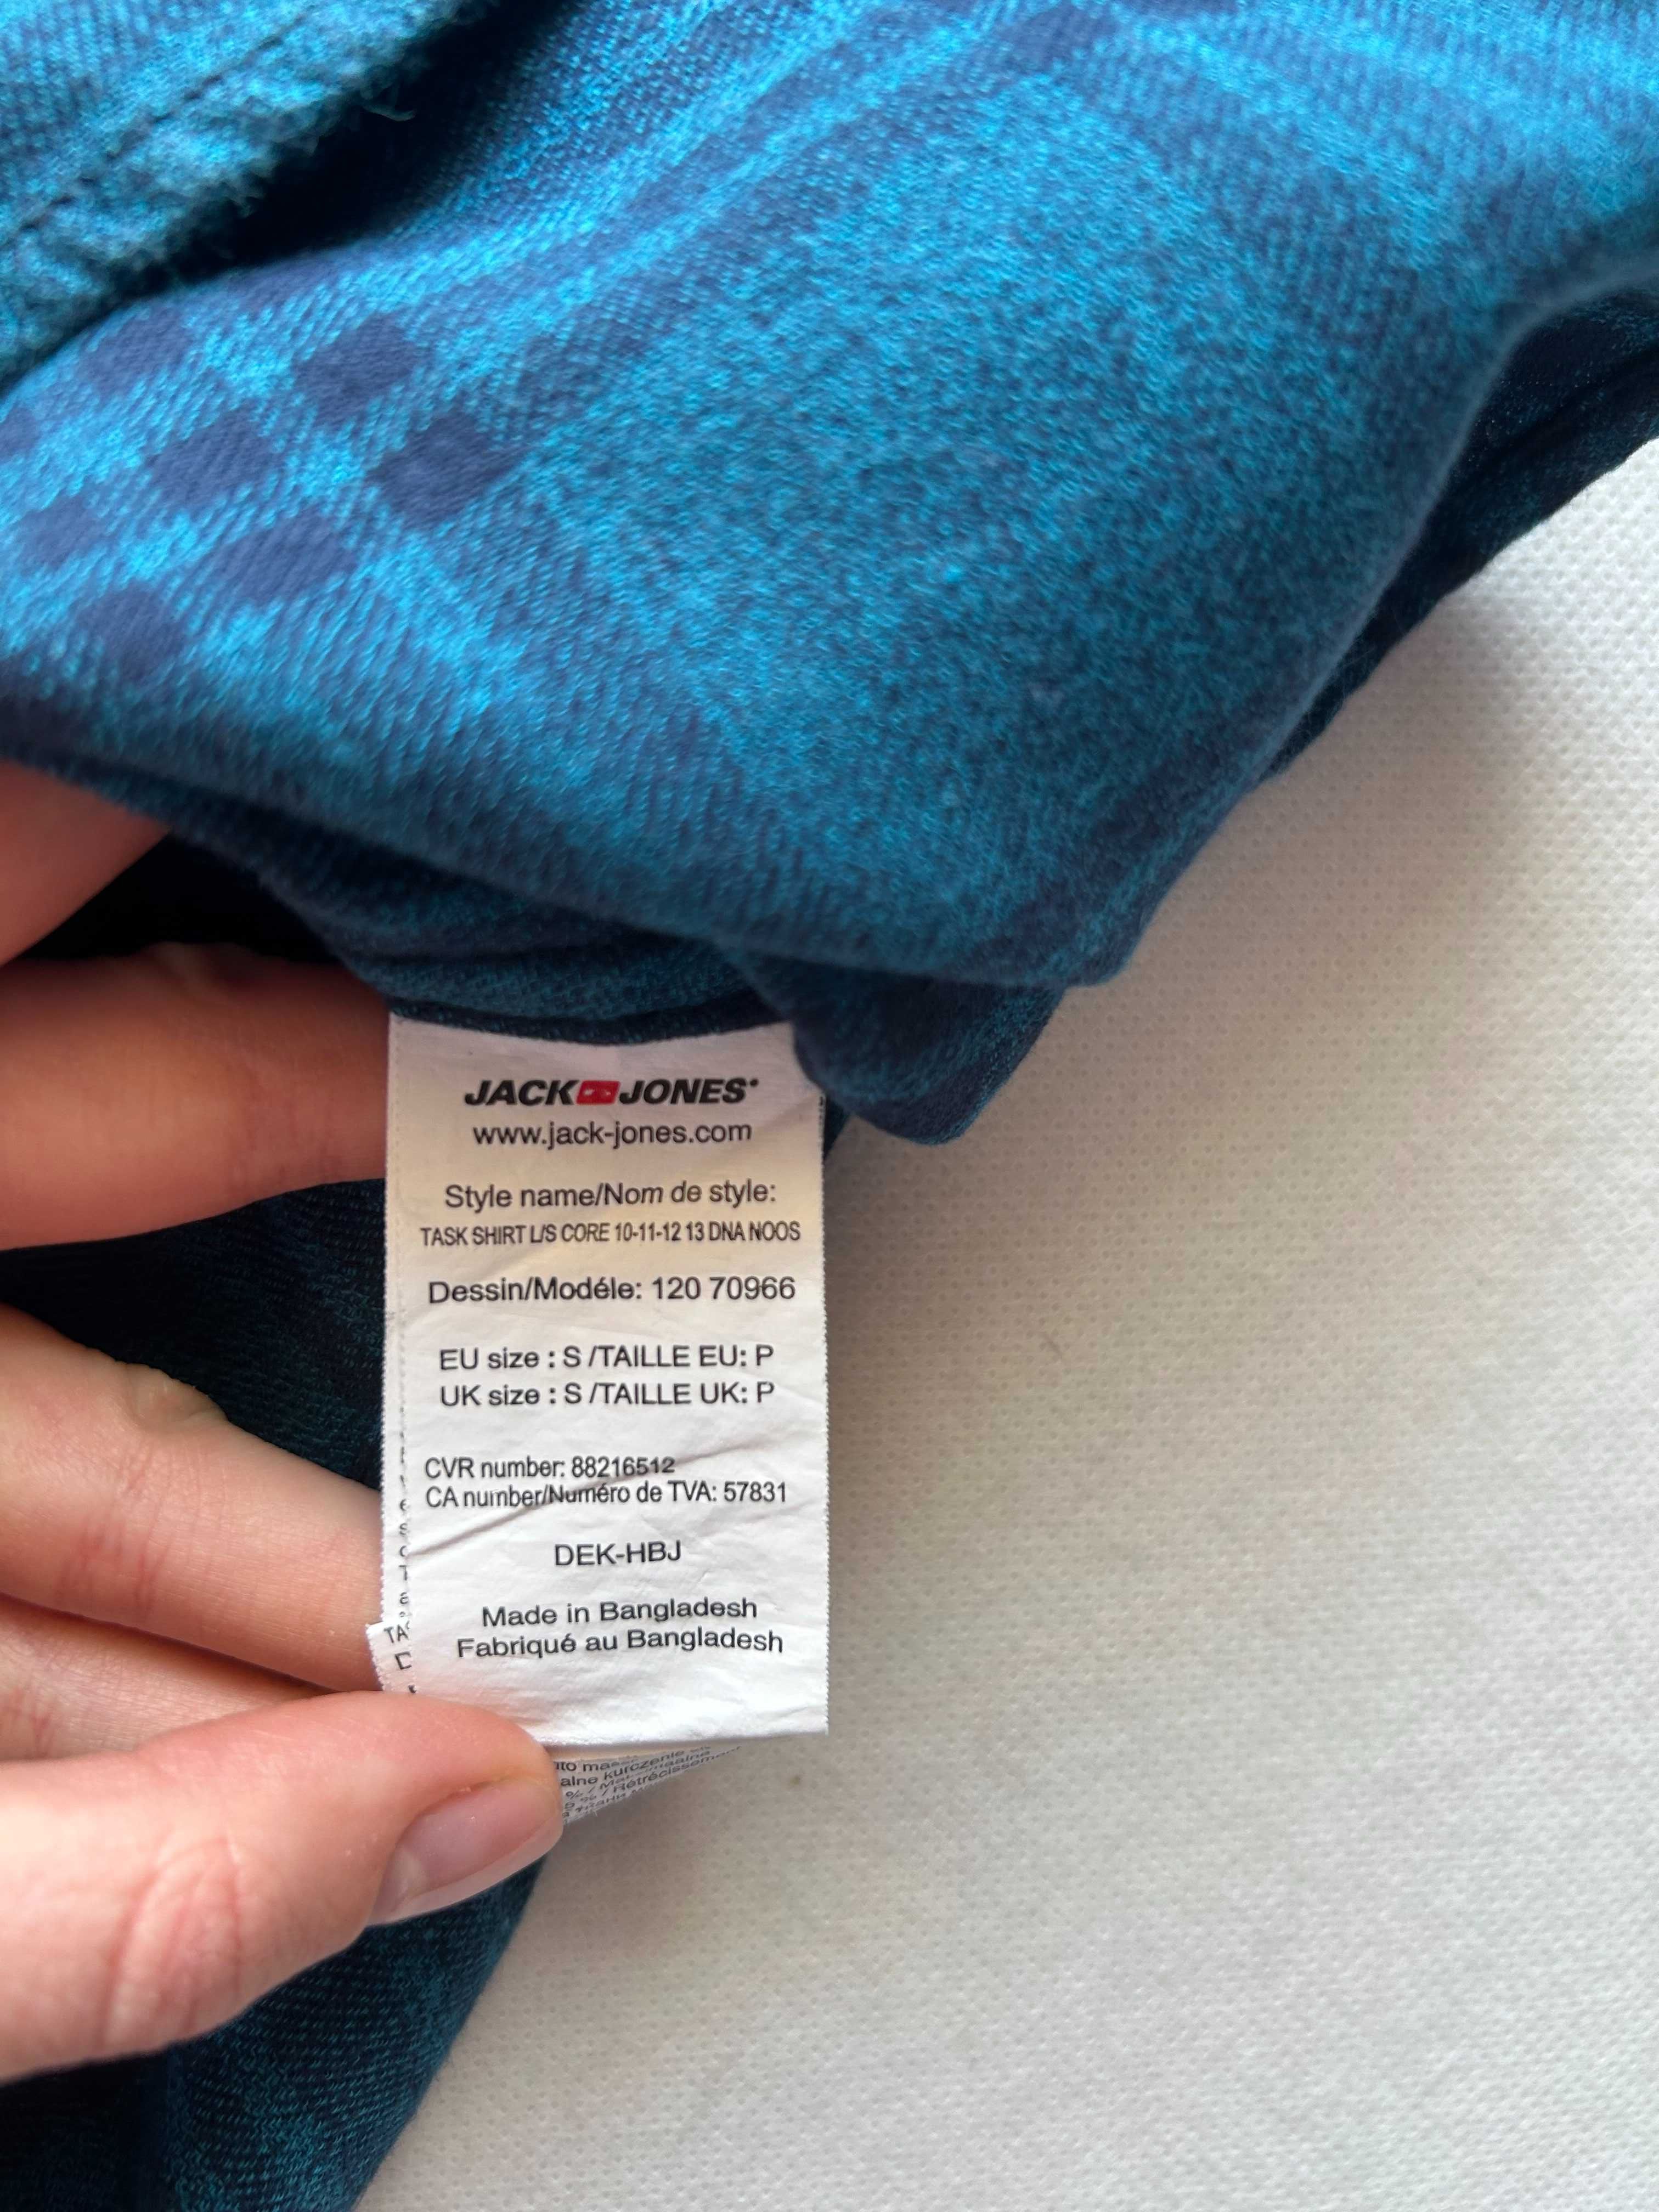 JACK JONES
www.jack-jones.com
Style name/Nom de style:
TASK SHIRT L/S CORE 10-11-12 13 DNA NOOS
Dessin/Modéle: 120 70966
EU size : S /TAILLE EU: P
UK size : S /TAILLE UK: P
CVR number: 88216512
CA number/Numéro de TVA: 57831
DEK-HBJ
Made in Bangladesh
Fabriqué au Bangladesh
kurczenie